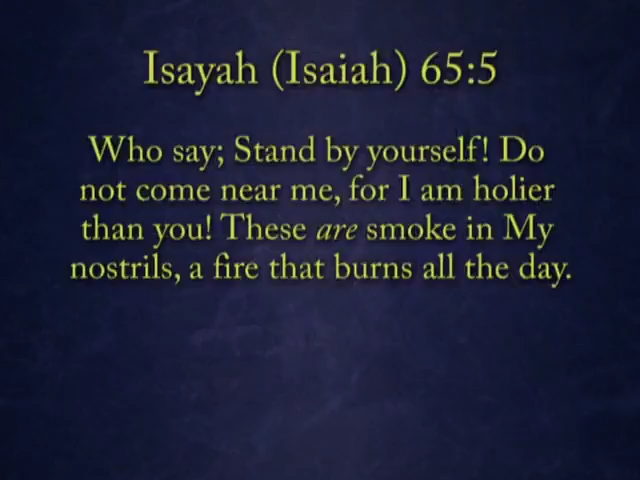 Isayah (Isaiah) 65:5
Who say; Stand by yourself! Do
not come near me, for I am holier
than you! These are smoke in My
nostrils, a fire that burns all the day.